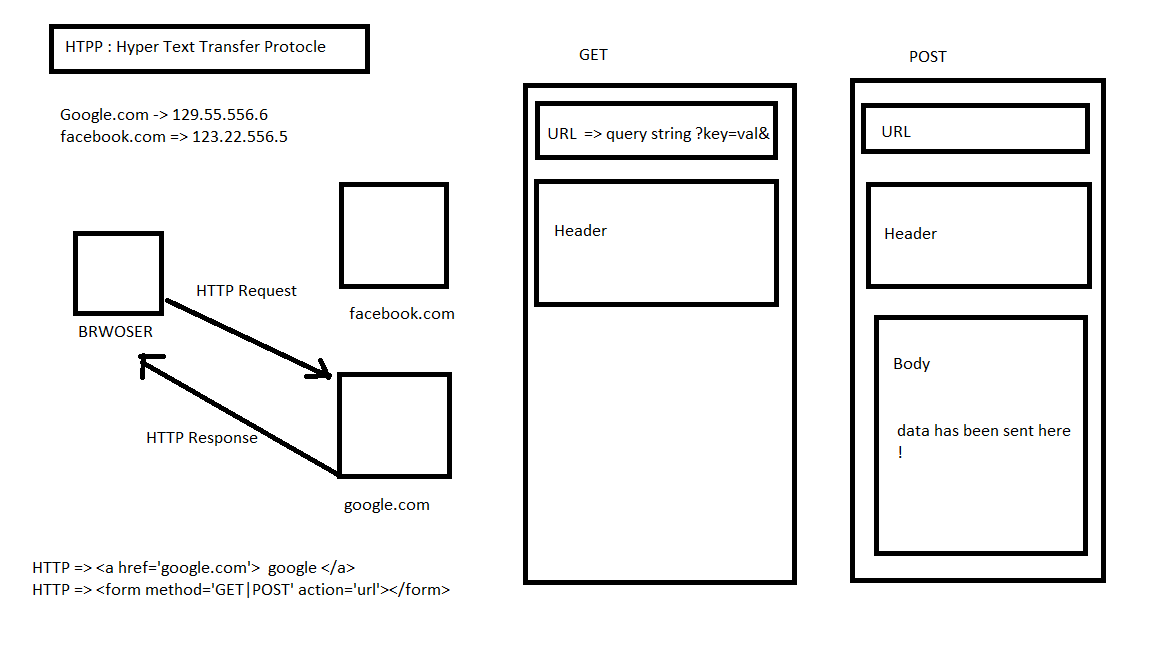 HTPP : Hyper Text Transfer Protocle
Google.com -> 129.55.556.6
facebook.com => 123.22.556.5
BRWOSER
HTTP Request
facebook.com
HTTP Response
google.com
HTTP => <a href='google.com'>  google </a>
HTTP => <form method='GET|POST' action='url'></form>
GET
URL  => query string ?key=val&
Header
POST
URL
Header
Body
data has been sent here
!